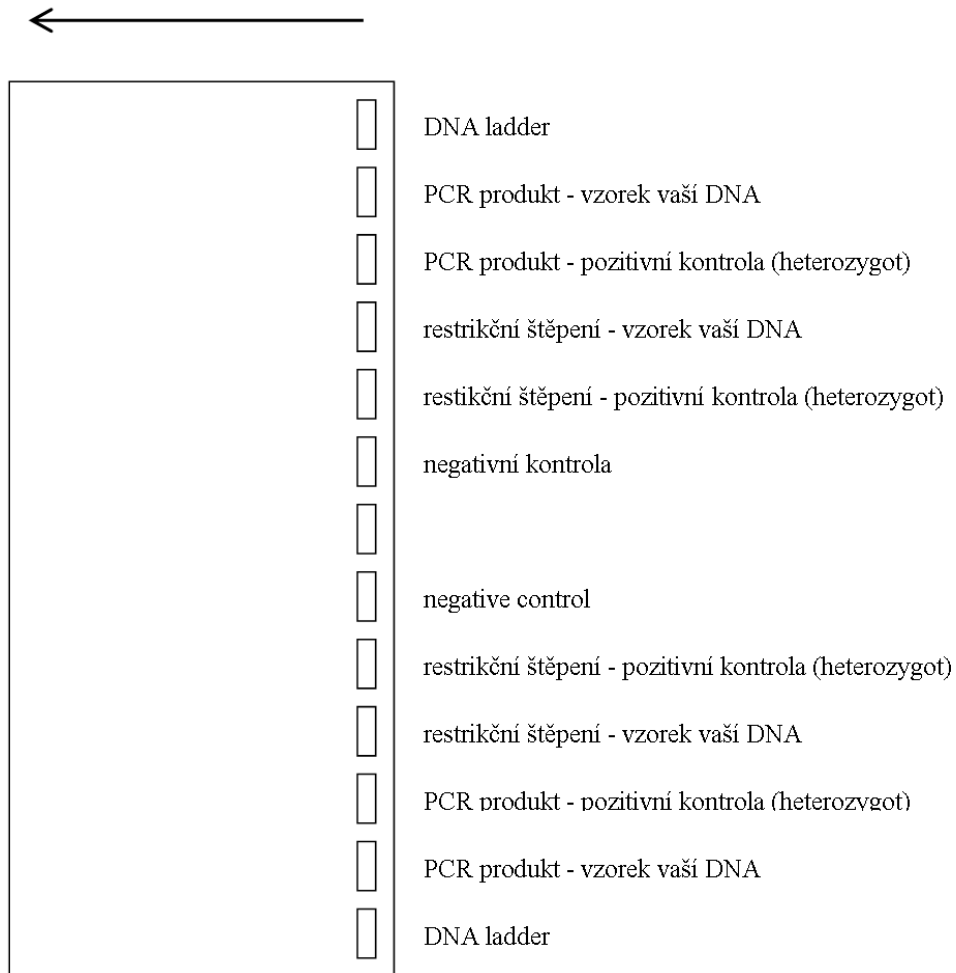 DNA ladder
PCR produkt - vzorek vaší DNA
PCR produkt - pozitivní kontrola (heterozygot)
restrikční štěpení - vzorek vaší DNA
restikční štěpení - pozitivní kontrola (heterozygot)
negativní kontrola
negative control
restrikční štěpení - pozitivní kontrola (heterozygot)
restrikční štěpení - vzorek vaší DNA
PCR produkt - pozitivní kontrola (heterozygot)
PCR produkt - vzorek vaší DNA
DNA ladder